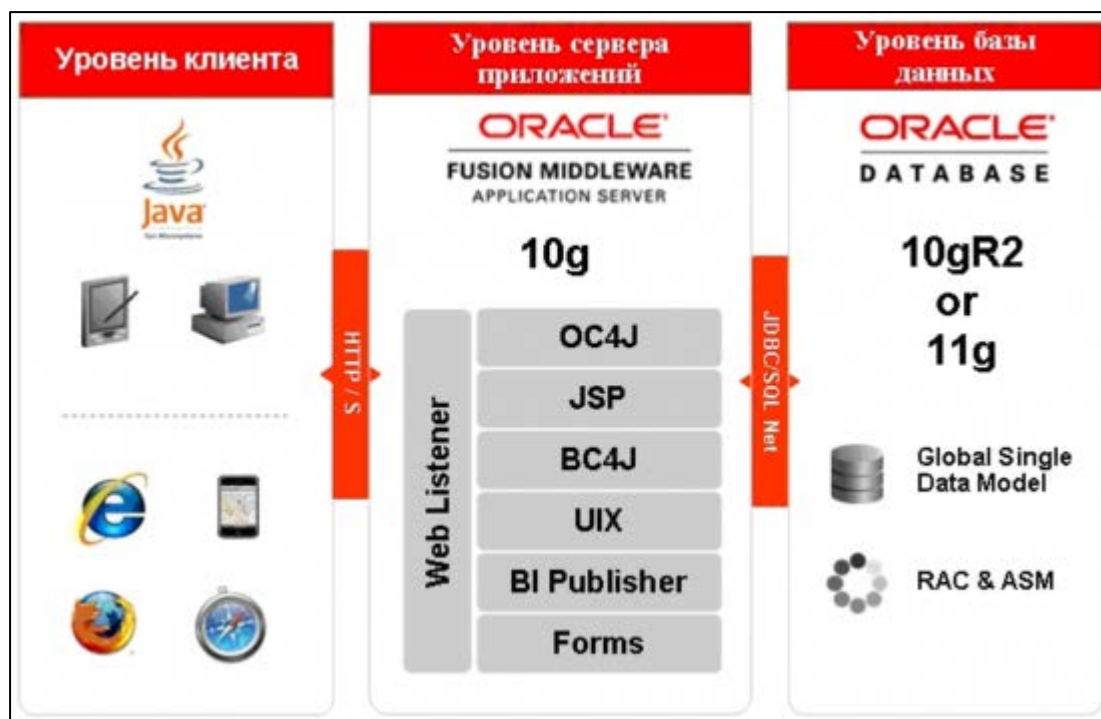 Уровень клиента
Java
Sun Microsystems
HTTP / S
Уровень сервера
приложений
ORACLE
FUSION MIDDLEWARE
APPLICATION SERVER
10g
Web Listener
OC4J
JSP
BC4J
UIX
BI Publisher
Forms
JDBC/SQL Net
Уровень базы
данных
ORACLE
DATABASE
10gR2
or
11g
Global Single
Data Model
RAC & ASM